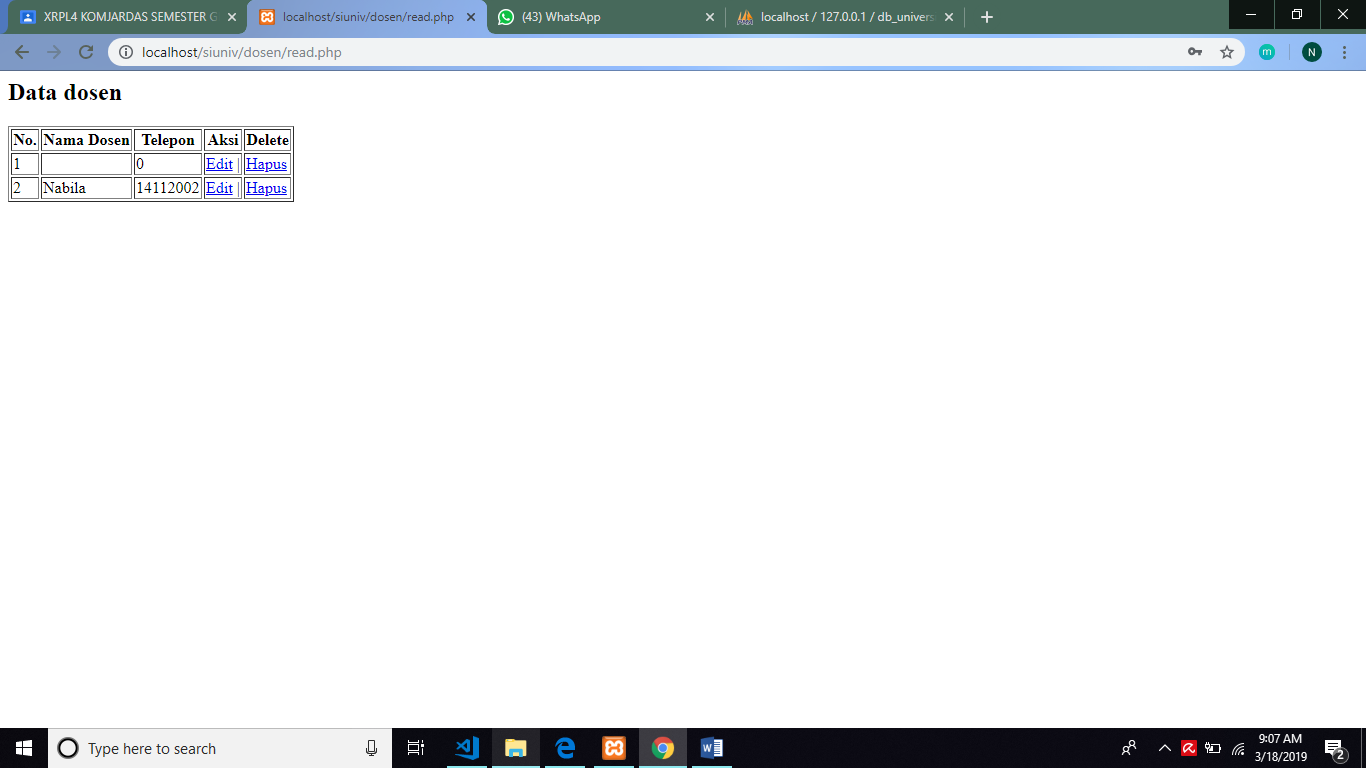 XRPL4 KOMJARDAS SEMESTER G
localhost/siuniv/dosen/read.php
(43) WhatsApp
localhost / 127.0.0.1 / db_univers
localhost/siuniv/dosen/read.php
m
N
Data dosen
No. Nama Dosen Telepon Aksi Delete
1 0 Edit | Hapus
2 Nabila 14112002 Edit | Hapus
Type here to search
9:07 AM
3/18/2019
2